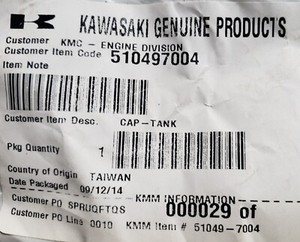 KAWASAKI GENUINE PRODUCTS
Customer KMC - ENGINE DIVISION
Customer Item Code 510497004
Item Note
Customer Item Desc. CAP-TANK
Pkg Quantity 1
Country of Origin TAIWAN
Date Packaged 09/12/14
KMM INFORMATION
Customer PO SPRUQFTQS 000029 of
Customer PO Line 0010 KMM Item # 51049-7004